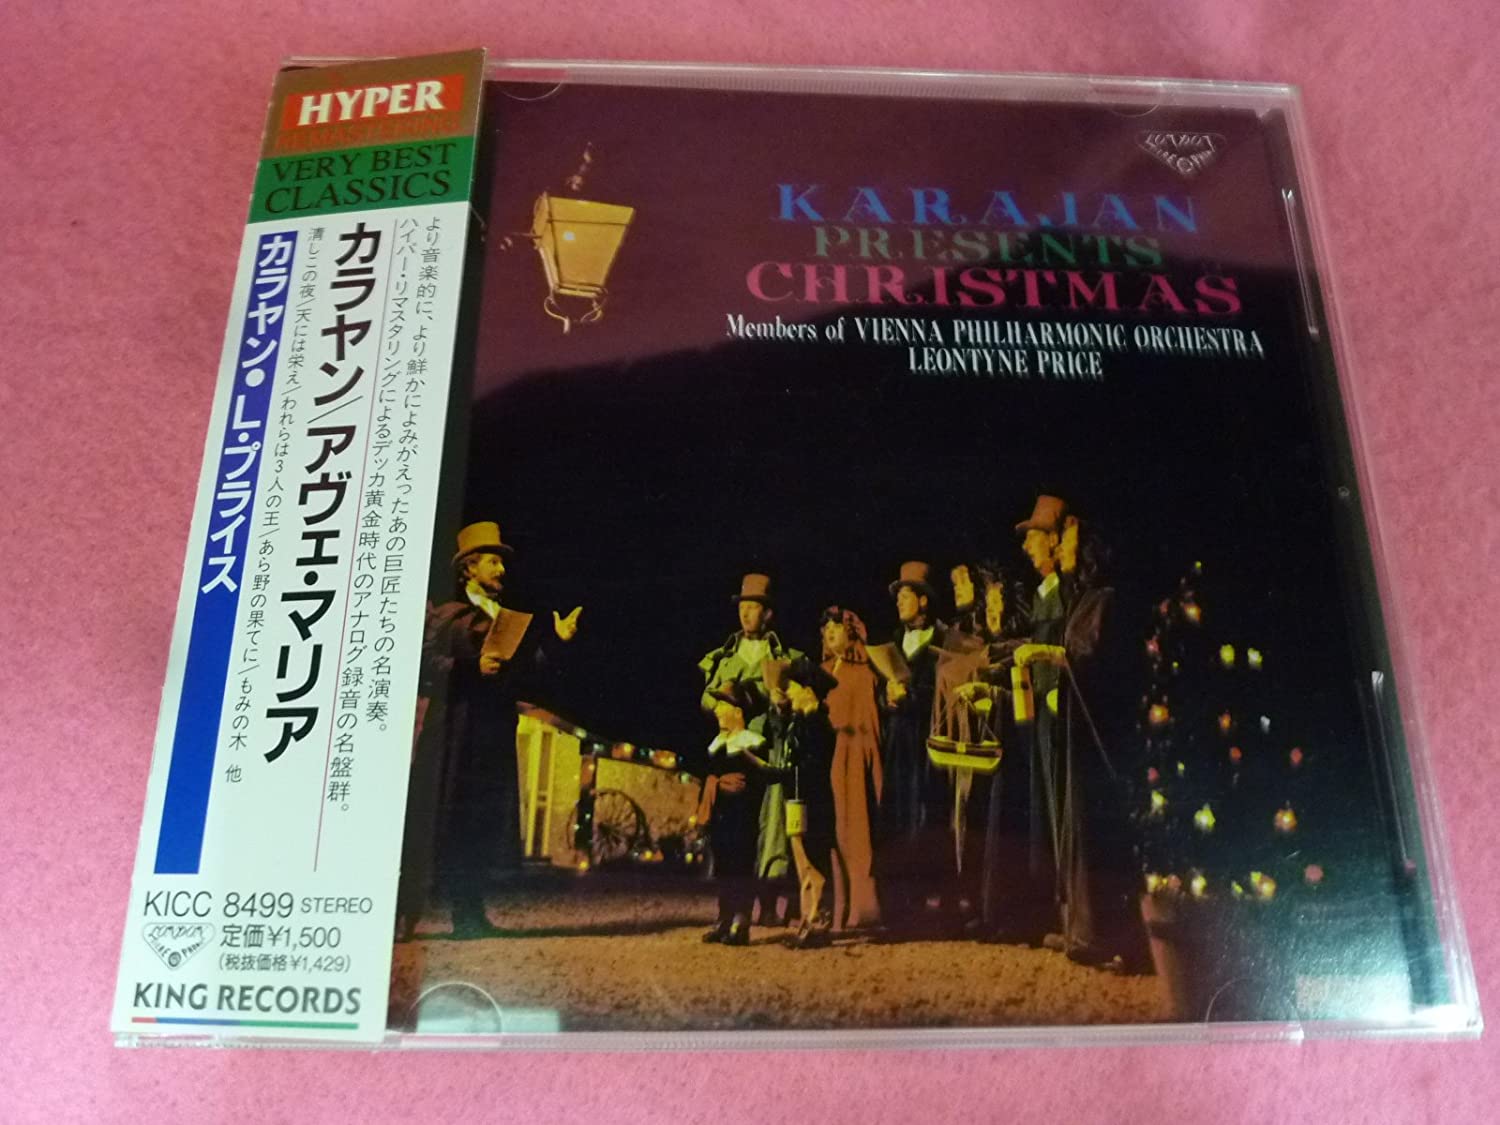 HYPER
REMASTERING
VERY BEST
CLASSICS
より音楽的に、より鮮かによみがえったあの巨匠たちの名演奏。
ハイパー・リマスタリングによるデッカ黄金時代のアナログ録音の名盤群。
カラヤン/アヴェ・マリア
清しこの夜/天には栄え/われらは3人の王/あら野の果てに/もみの木 他
カラヤン・L・プライス
KICC 8499 STEREO
定価¥1,500
(税抜価格¥1,429)
KING RECORDS
LONDON
KARAJAN
PRESENTS
CHRISTMAS
Members of VIENNA PHILHARMONIC ORCHESTRA
LEONTYNE PRICE